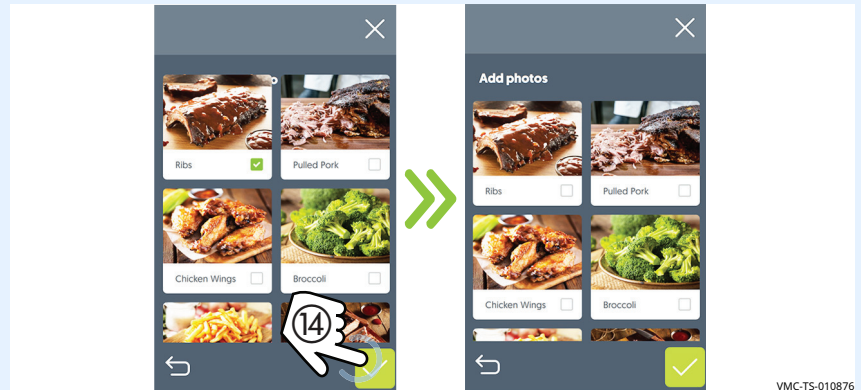 Ribs
Pulled Pork
Chicken Wings
Broccoli
14
Add photos
Ribs
Pulled Pork
Chicken Wings
Broccoli
VMC-TS-010876